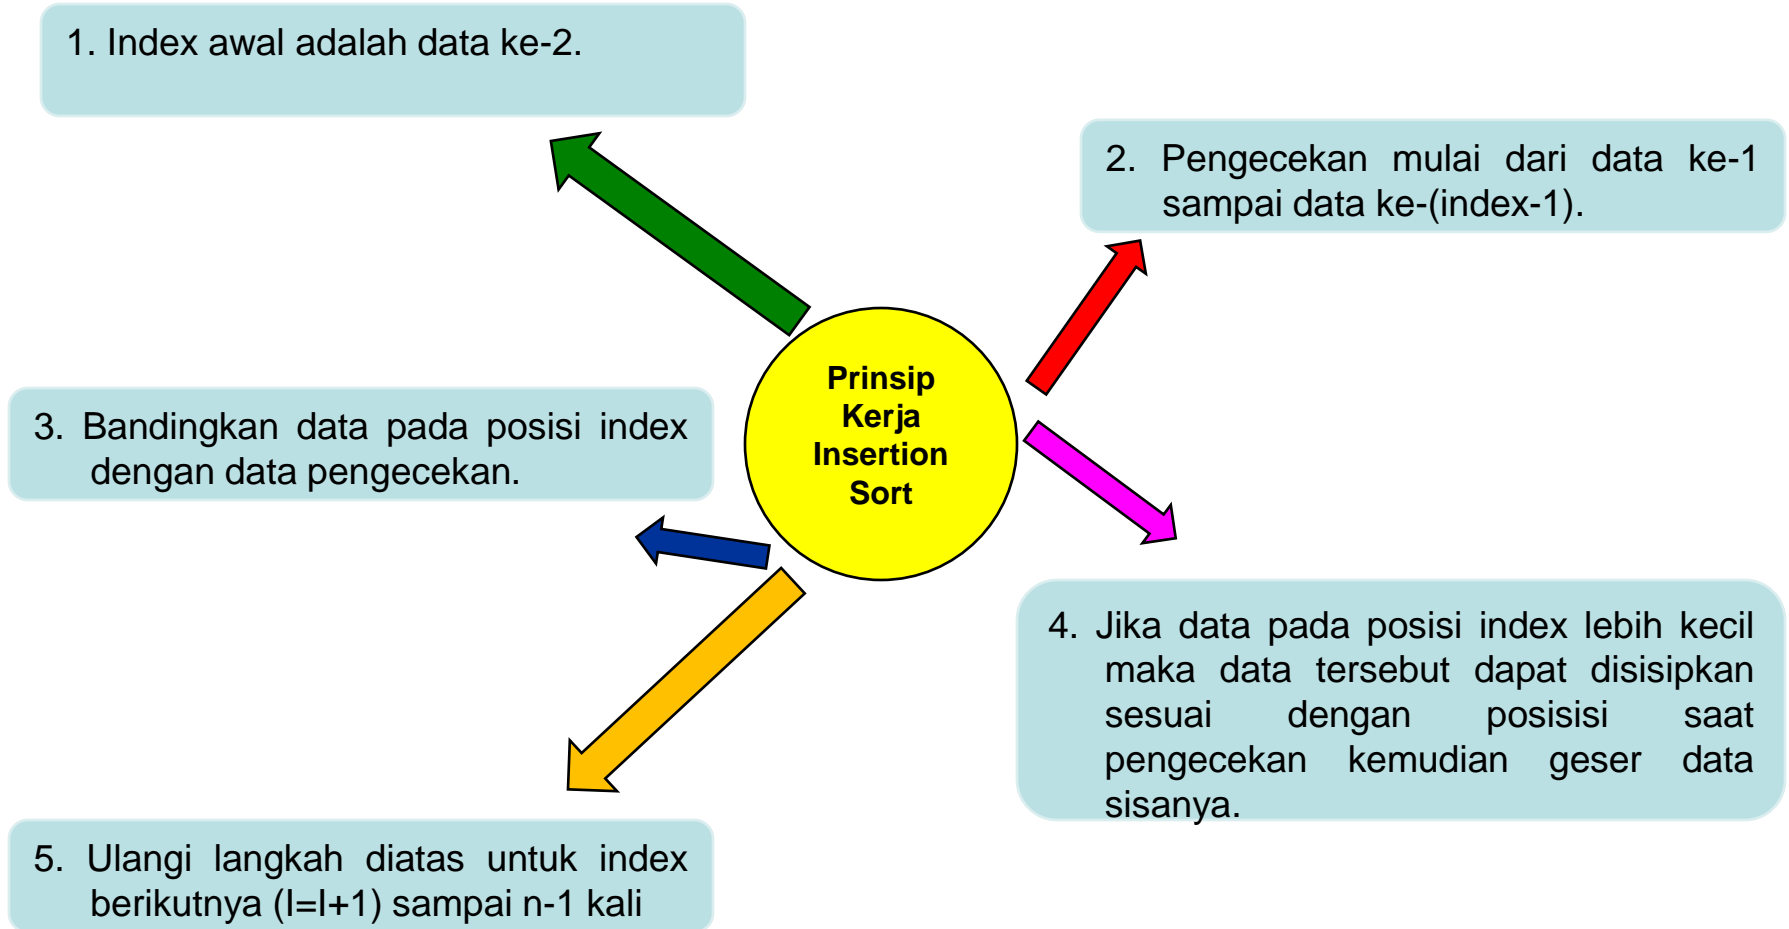 1. Index awal adalah data ke-2.
2. Pengecekan mulai dari data ke-1
sampai data ke-(index-1).
Prinsip
Kerja
Insertion
Sort
3. Bandingkan data pada posisi index
dengan data pengecekan.
4. Jika data pada posisi index lebih kecil
maka data tersebut dapat disisipkan
sesuai dengan posisisi saat
pengecekan kemudian geser data
sisanya.
5. Ulangi langkah diatas untuk index
berikutnya (I=I+1) sampai n-1 kali